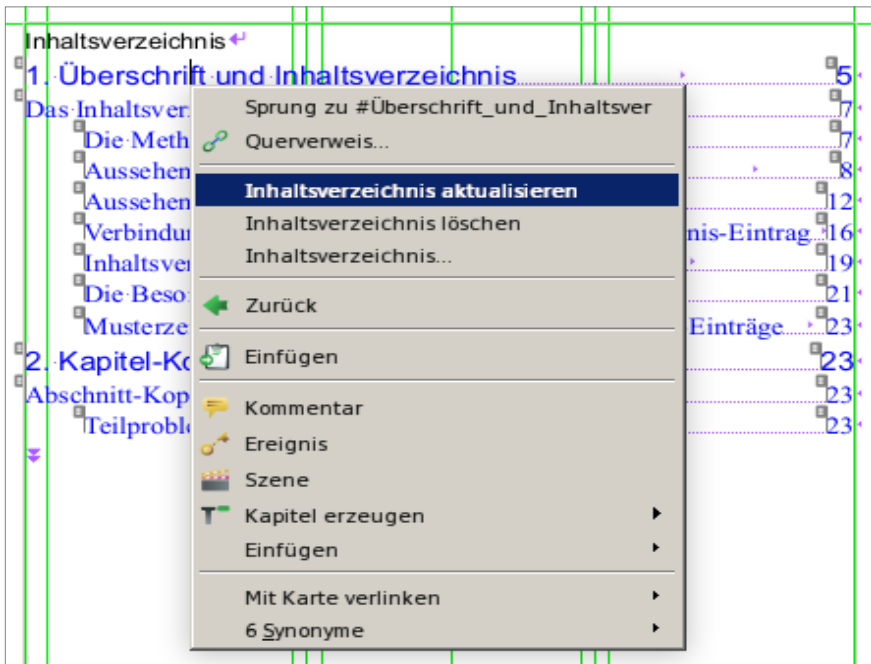 Inhaltsverzeichnis
1. Überschrift und Inhaltsverzeichnis 5
Das Inhaltsver 7
Die Meth 7
Aussehen 8
Aussehen 12
Verbindu nis-Eintrag 16
Inhaltsver 19
Die Beso 21
Musterze Einträge 23
2. Kapitel-Ko 23
Abschnitt-Kop 23
Teilproble 23
Sprung zu #Überschrift_und_Inhaltsver
Querverweis...
Inhaltsverzeichnis aktualisieren
Inhaltsverzeichnis löschen
Inhaltsverzeichnis...
Zurück
Einfügen
Kommentar
Ereignis
Szene
Kapitel erzeugen
Einfügen
Mit Karte verlinken
6 Synonyme